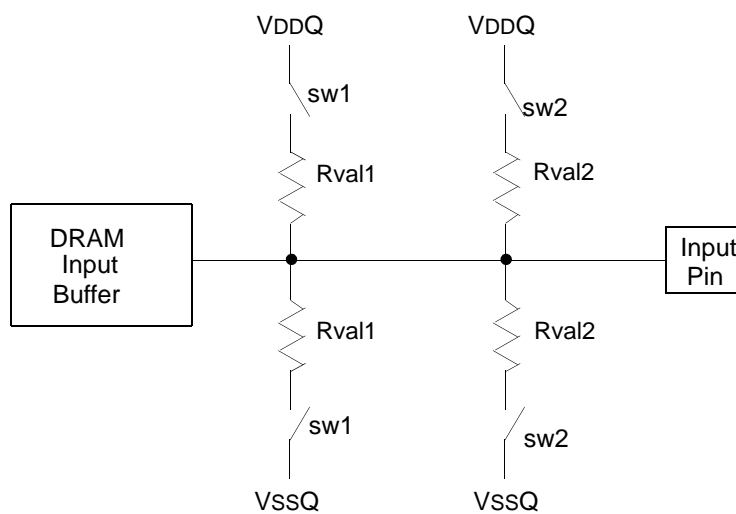 VDDQ
VDDQ
sw1
sw2
Rval1
Rval2
DRAM
Input
Buffer
Input
Pin
Rval1
Rval2
sw1
sw2
VSSQ
VSSQ